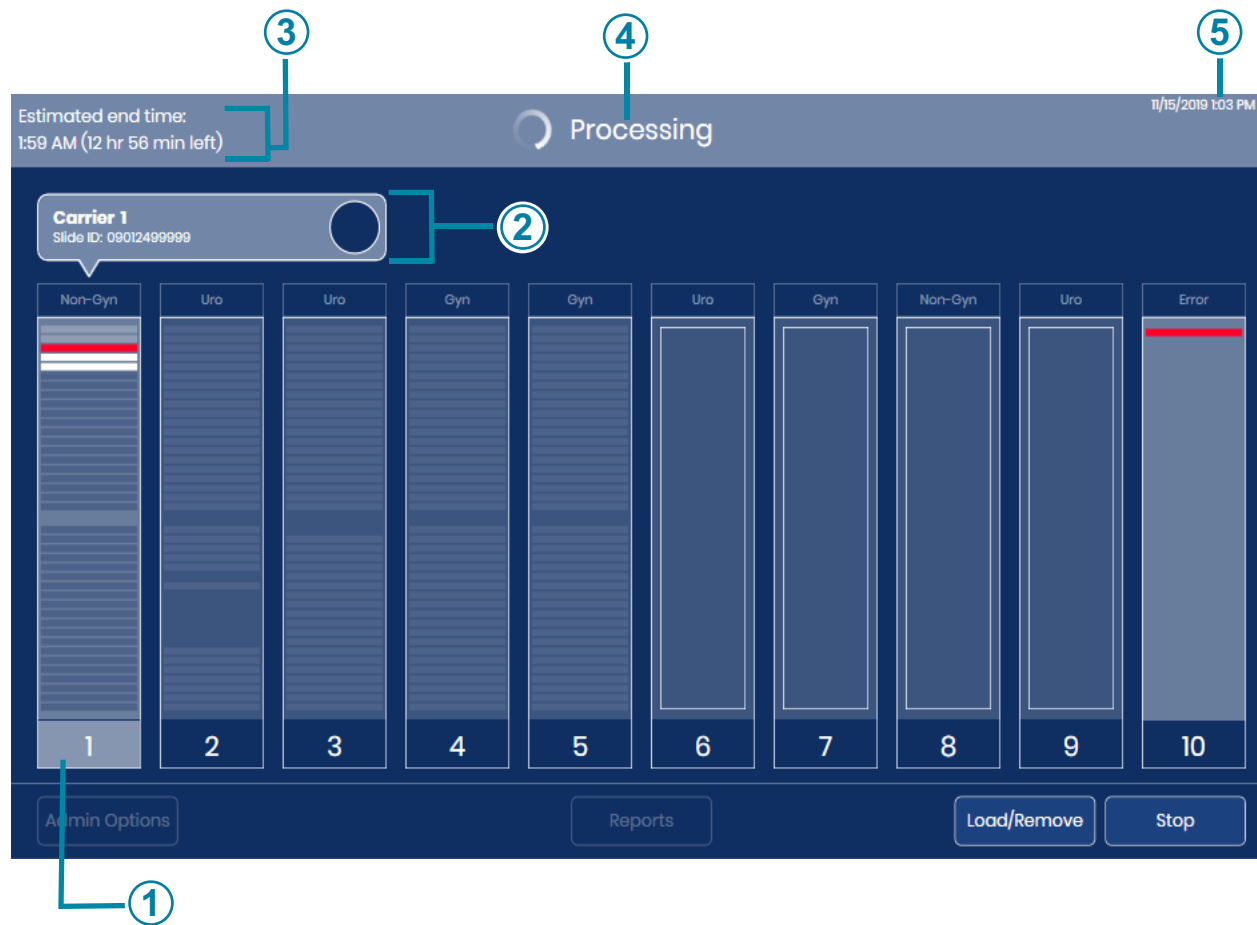 3
4
5
Estimated end time:
1:59 AM (12 hr 56 min left)
Processing
11/15/2019 1:03 PM
Carrier 1
Slide ID: 09012499999
2
Non-Gyn
Uro
Uro
Gyn
Gyn
Uro
Gyn
Non-Gyn
Uro
Error
1
2
3
4
5
6
7
8
9
10
Admin Options
Reports
Load/Remove
Stop
1